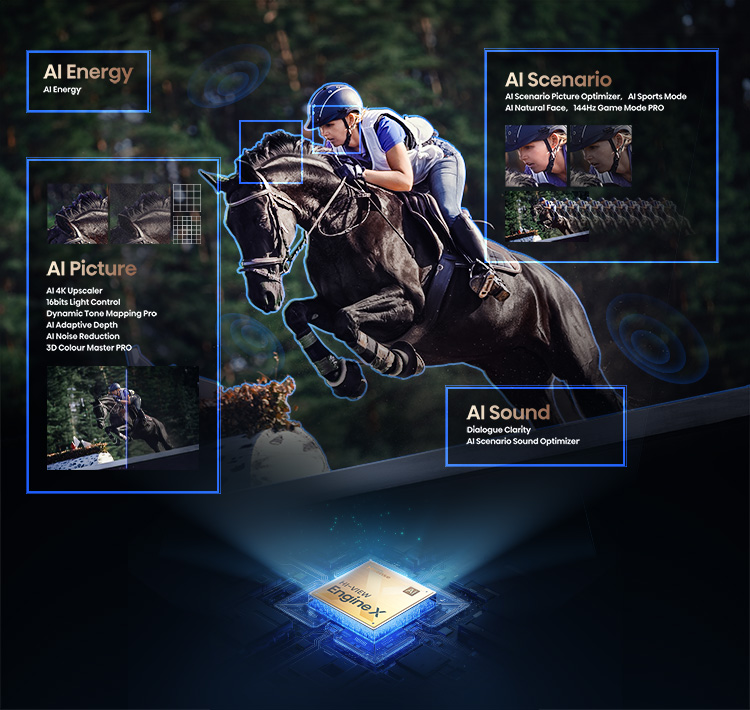 AI Energy
AI Energy
AI Scenario
AI Scenario Picture Optimizer, AI Sports Mode
AI Natural Face, 144Hz Game Mode PRO
AI Picture
AI 4K Upscaler
16bits Light Control
Dynamic Tone Mapping Pro
AI Adaptive Depth
AI Noise Reduction
3D Colour Master PRO
AI Sound
Dialogue Clarity
AI Scenario Sound Optimizer
Hi-VIEW
Engine X
AI